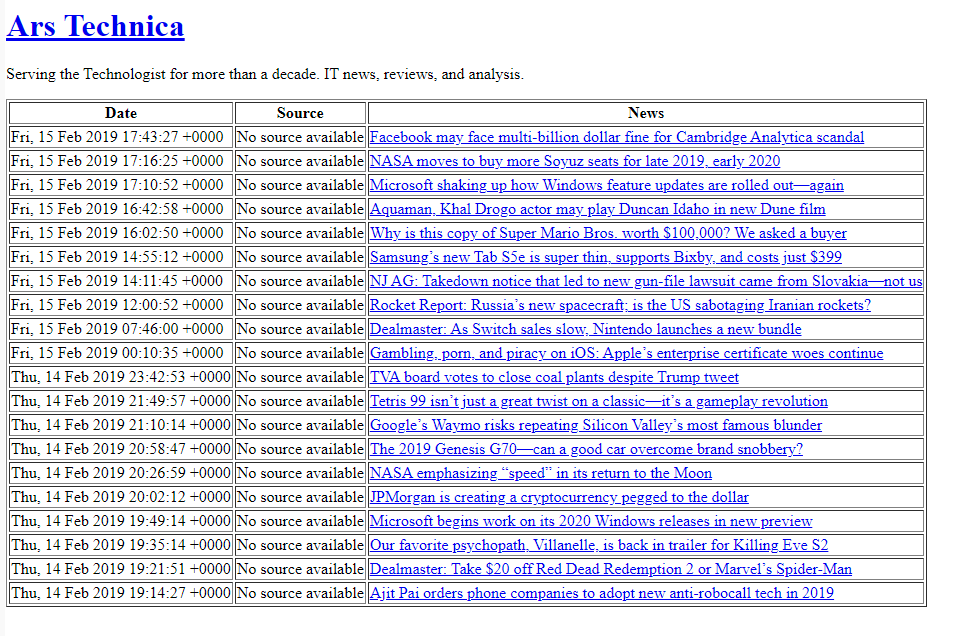 Ars Technica
Serving the Technologist for more than a decade. IT news, reviews, and analysis.
Date Source News
Fri, 15 Feb 2019 17:43:27 +0000 No source available Facebook may face multi-billion dollar fine for Cambridge Analytica scandal
Fri, 15 Feb 2019 17:16:25 +0000 No source available NASA moves to buy more Soyuz seats for late 2019, early 2020
Fri, 15 Feb 2019 17:10:52 +0000 No source available Microsoft shaking up how Windows feature updates are rolled out—again
Fri, 15 Feb 2019 16:42:58 +0000 No source available Aquaman, Khal Drogo actor may play Duncan Idaho in new Dune film
Fri, 15 Feb 2019 16:02:50 +0000 No source available Why is this copy of Super Mario Bros. worth $100,000? We asked a buyer
Fri, 15 Feb 2019 14:55:12 +0000 No source available Samsung’s new Tab S5e is super thin, supports Bixby, and costs just $399
Fri, 15 Feb 2019 14:11:45 +0000 No source available NJ AG: Takedown notice that led to new gun-file lawsuit came from Slovakia—not us
Fri, 15 Feb 2019 12:00:52 +0000 No source available Rocket Report: Russia’s new spacecraft; is the US sabotaging Iranian rockets?
Fri, 15 Feb 2019 07:46:00 +0000 No source available Dealmaster: As Switch sales slow, Nintendo launches a new bundle
Fri, 15 Feb 2019 00:10:35 +0000 No source available Gambling, porn, and piracy on iOS: Apple’s enterprise certificate woes continue
Thu, 14 Feb 2019 23:42:53 +0000 No source available TVA board votes to close coal plants despite Trump tweet
Thu, 14 Feb 2019 21:49:57 +0000 No source available Tetris 99 isn’t just a great twist on a classic—it’s a gameplay revolution
Thu, 14 Feb 2019 21:10:14 +0000 No source available Google’s Waymo risks repeating Silicon Valley’s most famous blunder
Thu, 14 Feb 2019 20:58:47 +0000 No source available The 2019 Genesis G70—can a good car overcome brand snobbery?
Thu, 14 Feb 2019 20:26:59 +0000 No source available NASA emphasizing “speed” in its return to the Moon
Thu, 14 Feb 2019 20:02:12 +0000 No source available JPMorgan is creating a cryptocurrency pegged to the dollar
Thu, 14 Feb 2019 19:49:14 +0000 No source available Microsoft begins work on its 2020 Windows releases in new preview
Thu, 14 Feb 2019 19:35:14 +0000 No source available Our favorite psychopath, Villanelle, is back in trailer for Killing Eve S2
Thu, 14 Feb 2019 19:21:51 +0000 No source available Dealmaster: Take $20 off Red Dead Redemption 2 or Marvel’s Spider-Man
Thu, 14 Feb 2019 19:14:27 +0000 No source available Ajit Pai orders phone companies to adopt new anti-robocall tech in 2019